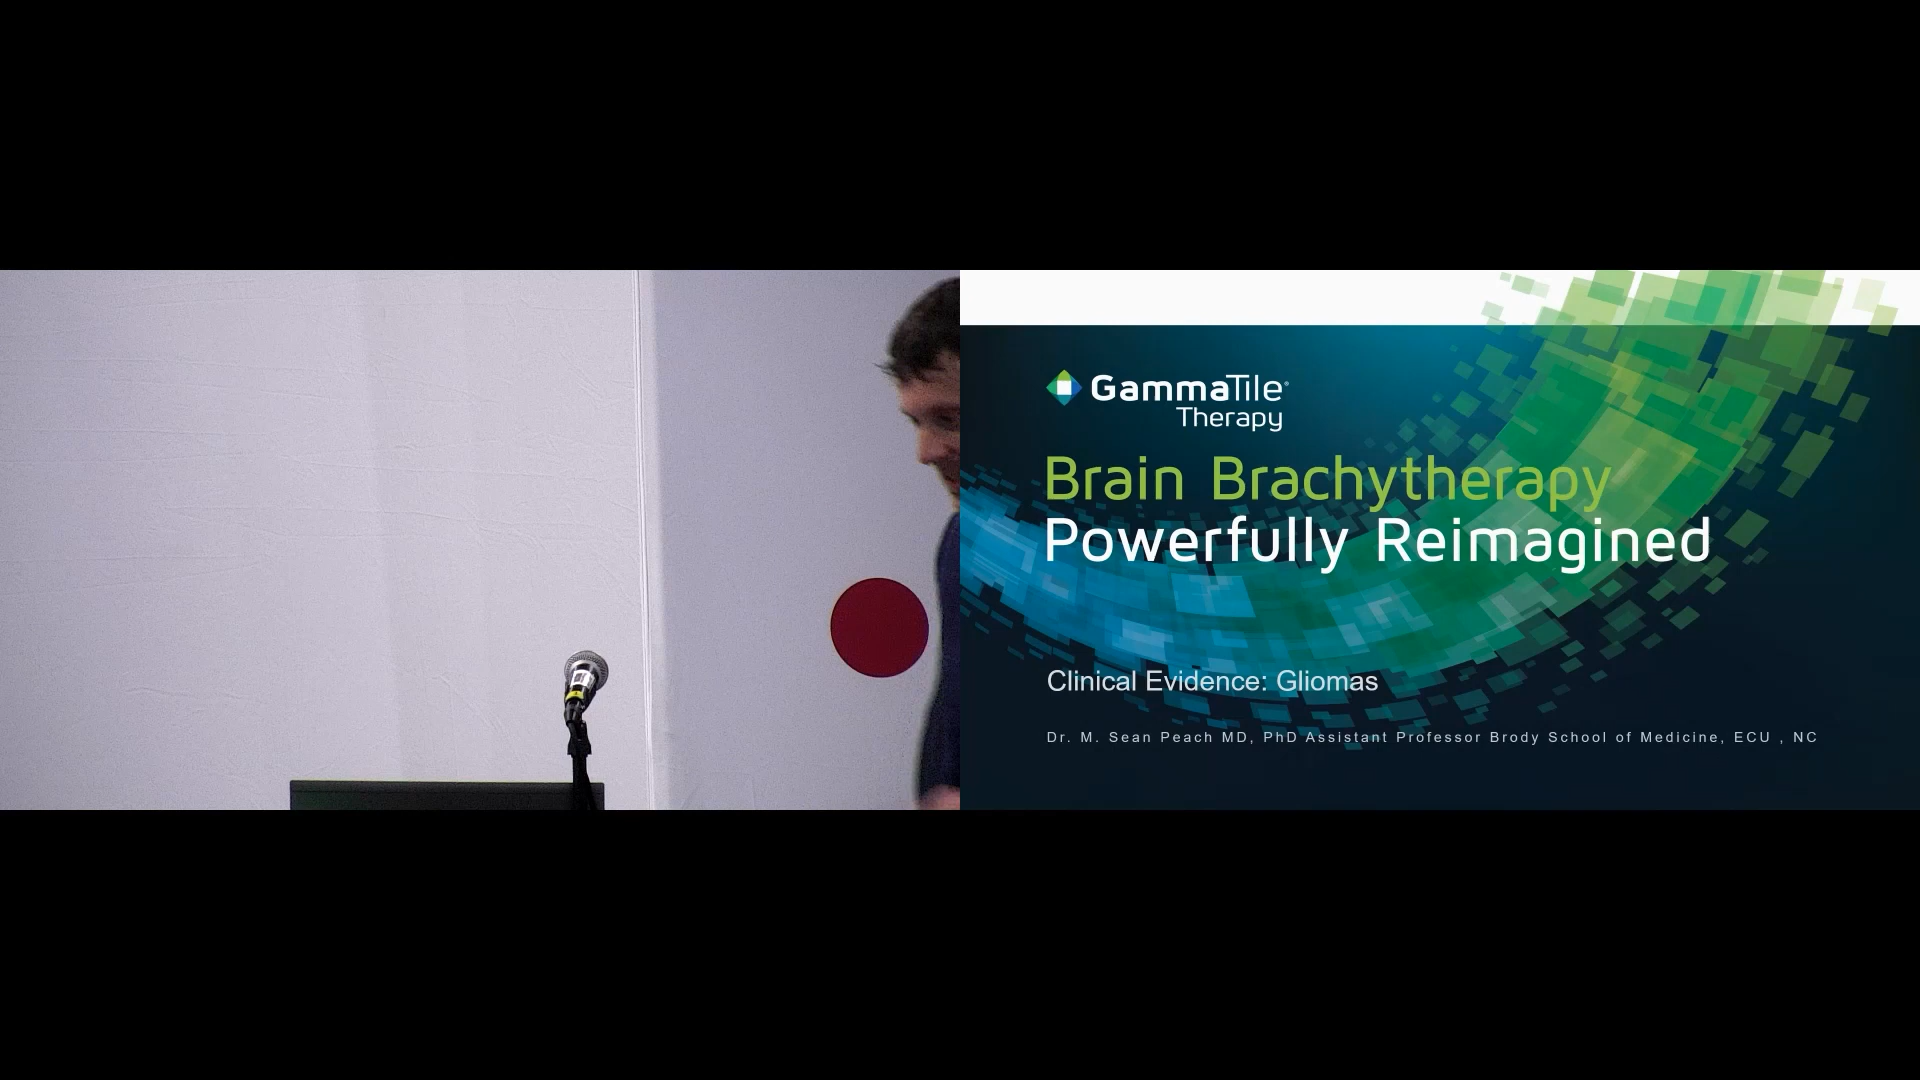 GammaTile®
Therapy
Brain Brachytherapy
Powerfully Reimagined
Clinical Evidence: Gliomas
Dr. M. Sean Peach MD, PhD Assistant Professor Brody School of Medicine, ECU , NC